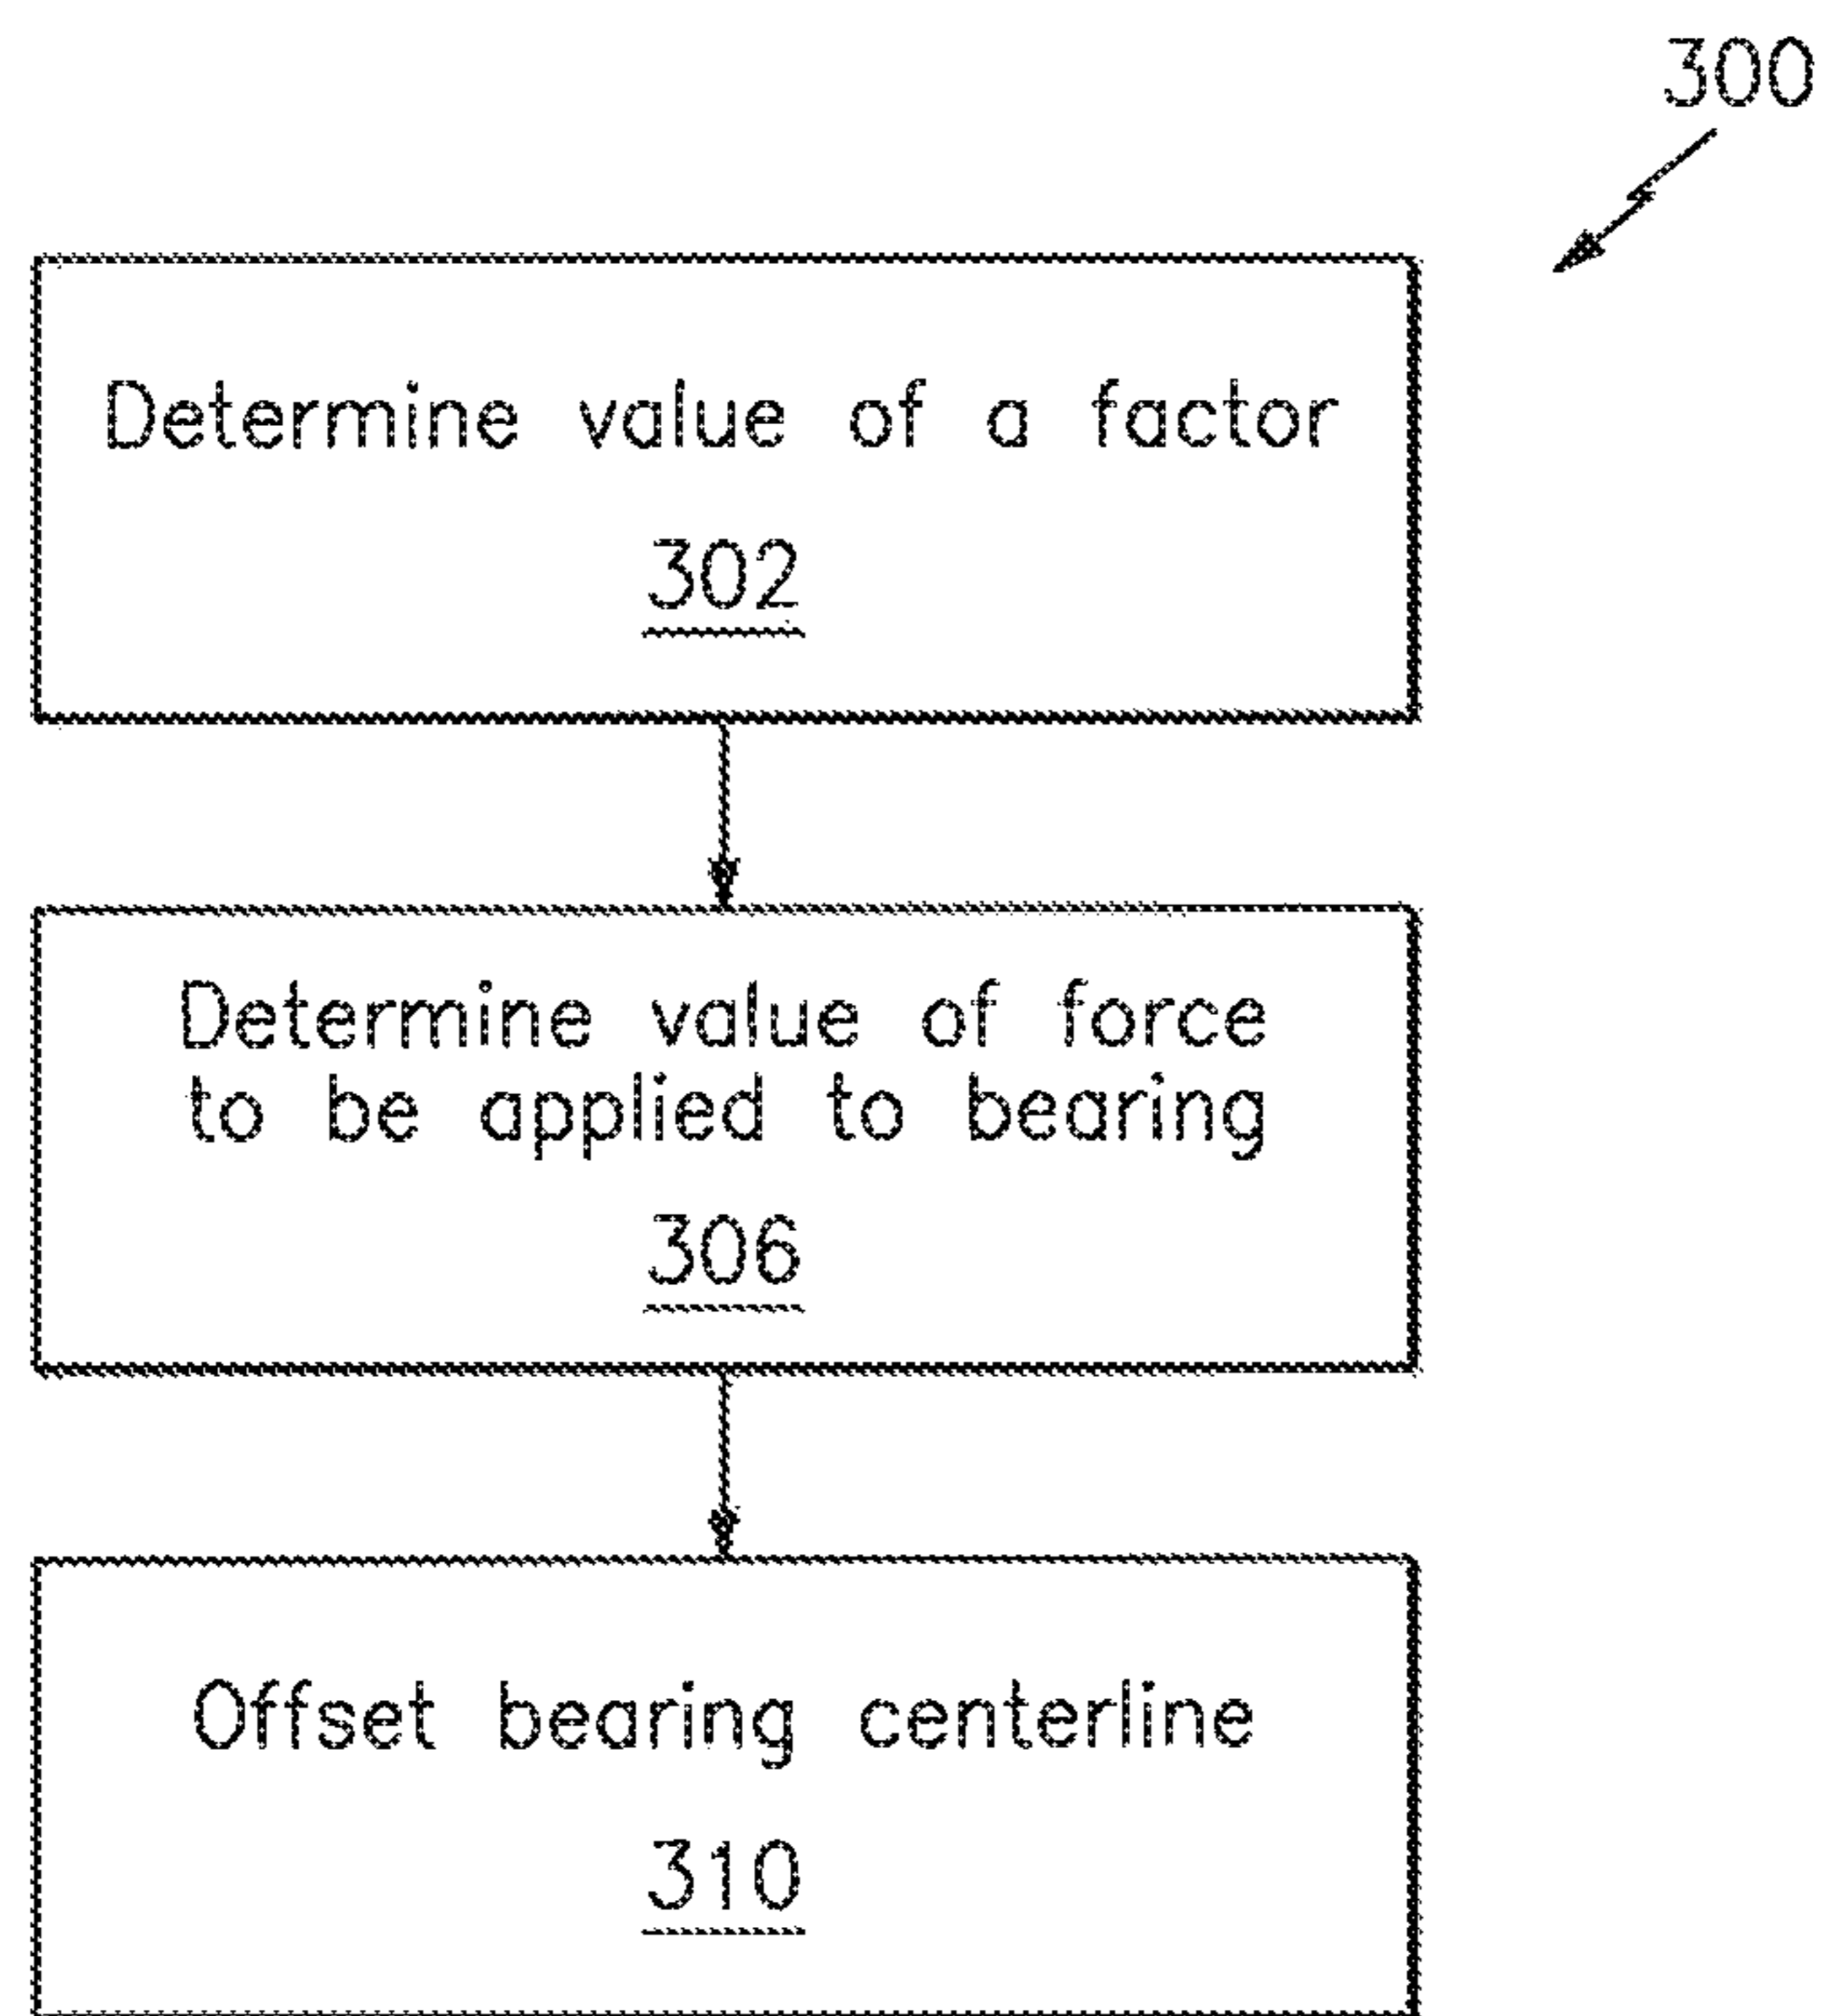 300
Determine value of a factor
302
Determine value of force
to be applied to bearing
306
Offset bearing centerline
310